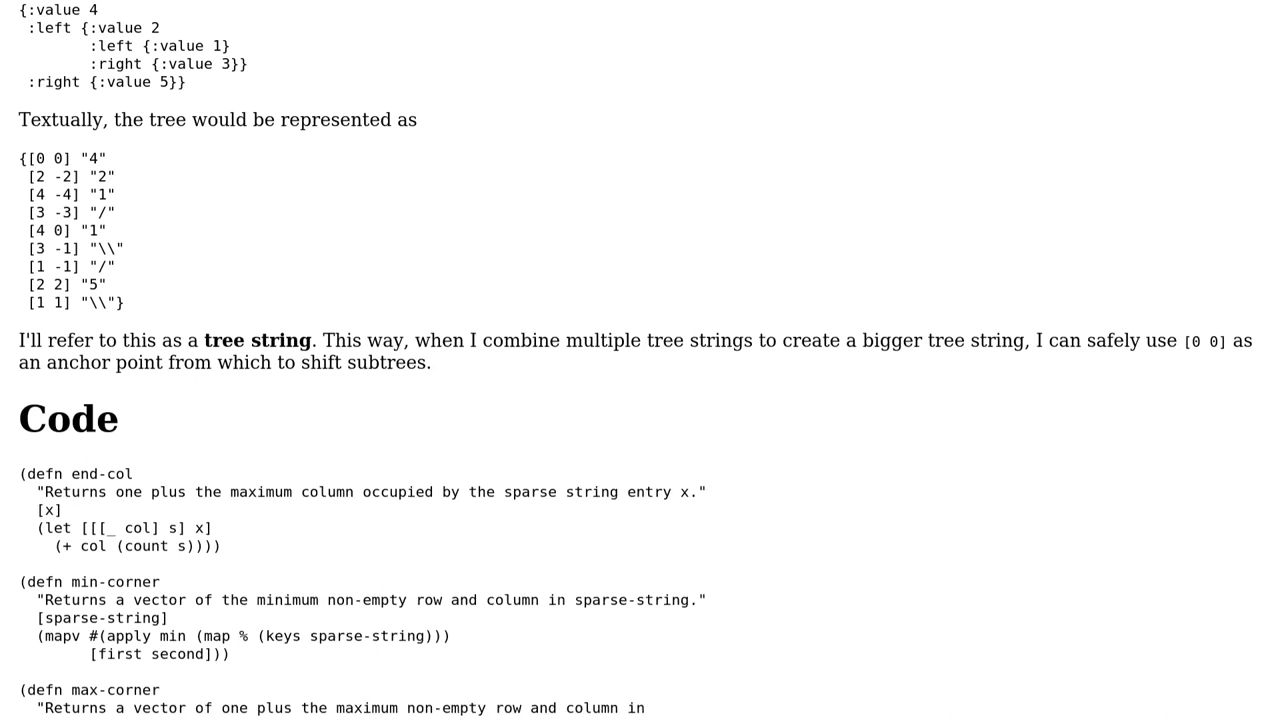 {:value 4
 :left {:value 2
        :left {:value 1}
        :right {:value 3}}
 :right {:value 5}}
Textually, the tree would be represented as
{[0 0] "4"
 [2 -2] "2"
 [4 -4] "1"
 [3 -3] "/"
 [4 0] "1"
 [3 -1] "\\"
 [1 -1] "/"
 [2 2] "5"
 [1 1] "\\"}
I'll refer to this as a tree string. This way, when I combine multiple tree strings to create a bigger tree string, I can safely use [0 0] as
an anchor point from which to shift subtrees.
Code
(defn end-col
  "Returns one plus the maximum column occupied by the sparse string entry x."
  [x]
  (let [[[_ col] s] x]
    (+ col (count s))))
(defn min-corner
  "Returns a vector of the minimum non-empty row and column in sparse-string."
  [sparse-string]
  (mapv #(apply min (map % (keys sparse-string)))
        [first second]))
(defn max-corner
  "Returns a vector of one plus the maximum non-empty row and column in